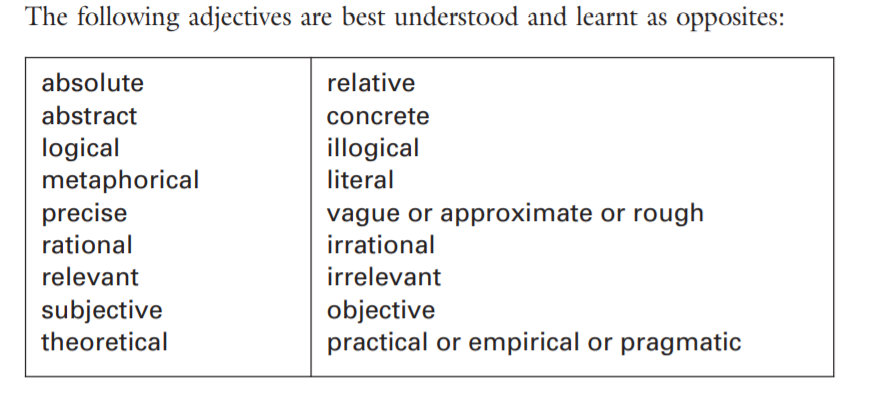 The following adjectives are best understood and learnt as opposites:
absolute relative
abstract concrete
logical illogical
metaphorical literal
precise vague or approximate or rough
rational irrational
relevant irrelevant
subjective objective
theoretical practical or empirical or pragmatic